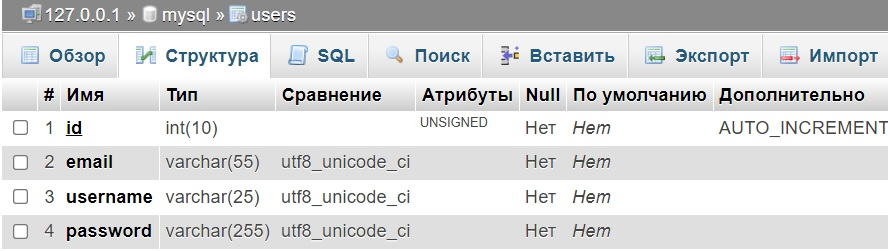 127.0.0.1 » mysql » users
Обзор Структура SQL Поиск Вставить Экспорт Импорт
# Имя Тип Сравнение Атрибуты Null По умолчанию Дополнительно
1 id int(10) UNSIGNED Нет Нет AUTO_INCREMENT
2 email varchar(55) utf8_unicode_ci Нет Нет
3 username varchar(25) utf8_unicode_ci Нет Нет
4 password varchar(255) utf8_unicode_ci Нет Нет